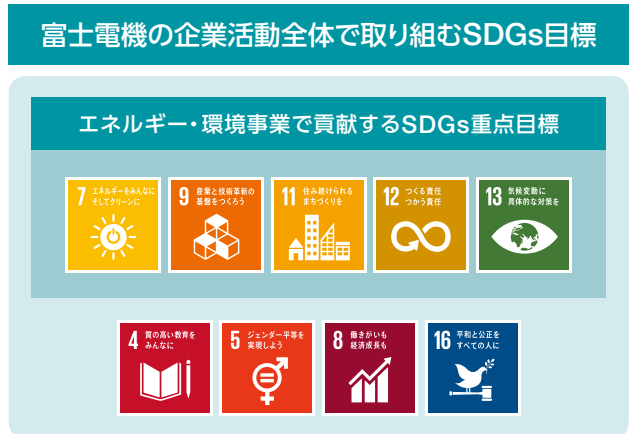 富士電機の企業活動全体で取り組むSDGs目標
エネルギー・環境事業で貢献するSDGs重点目標
7 エネルギーをみんなに
そしてクリーンに
9 産業と技術革新の
基盤をつくろう
11 住み続けられる
まちづくりを
12 つくる責任
つかう責任
13 気候変動に
具体的な対策を
4 質の高い教育を
みんなに
5 ジェンダー平等を
実現しよう
8 働きがいも
経済成長も
16 平和と公正を
すべての人に